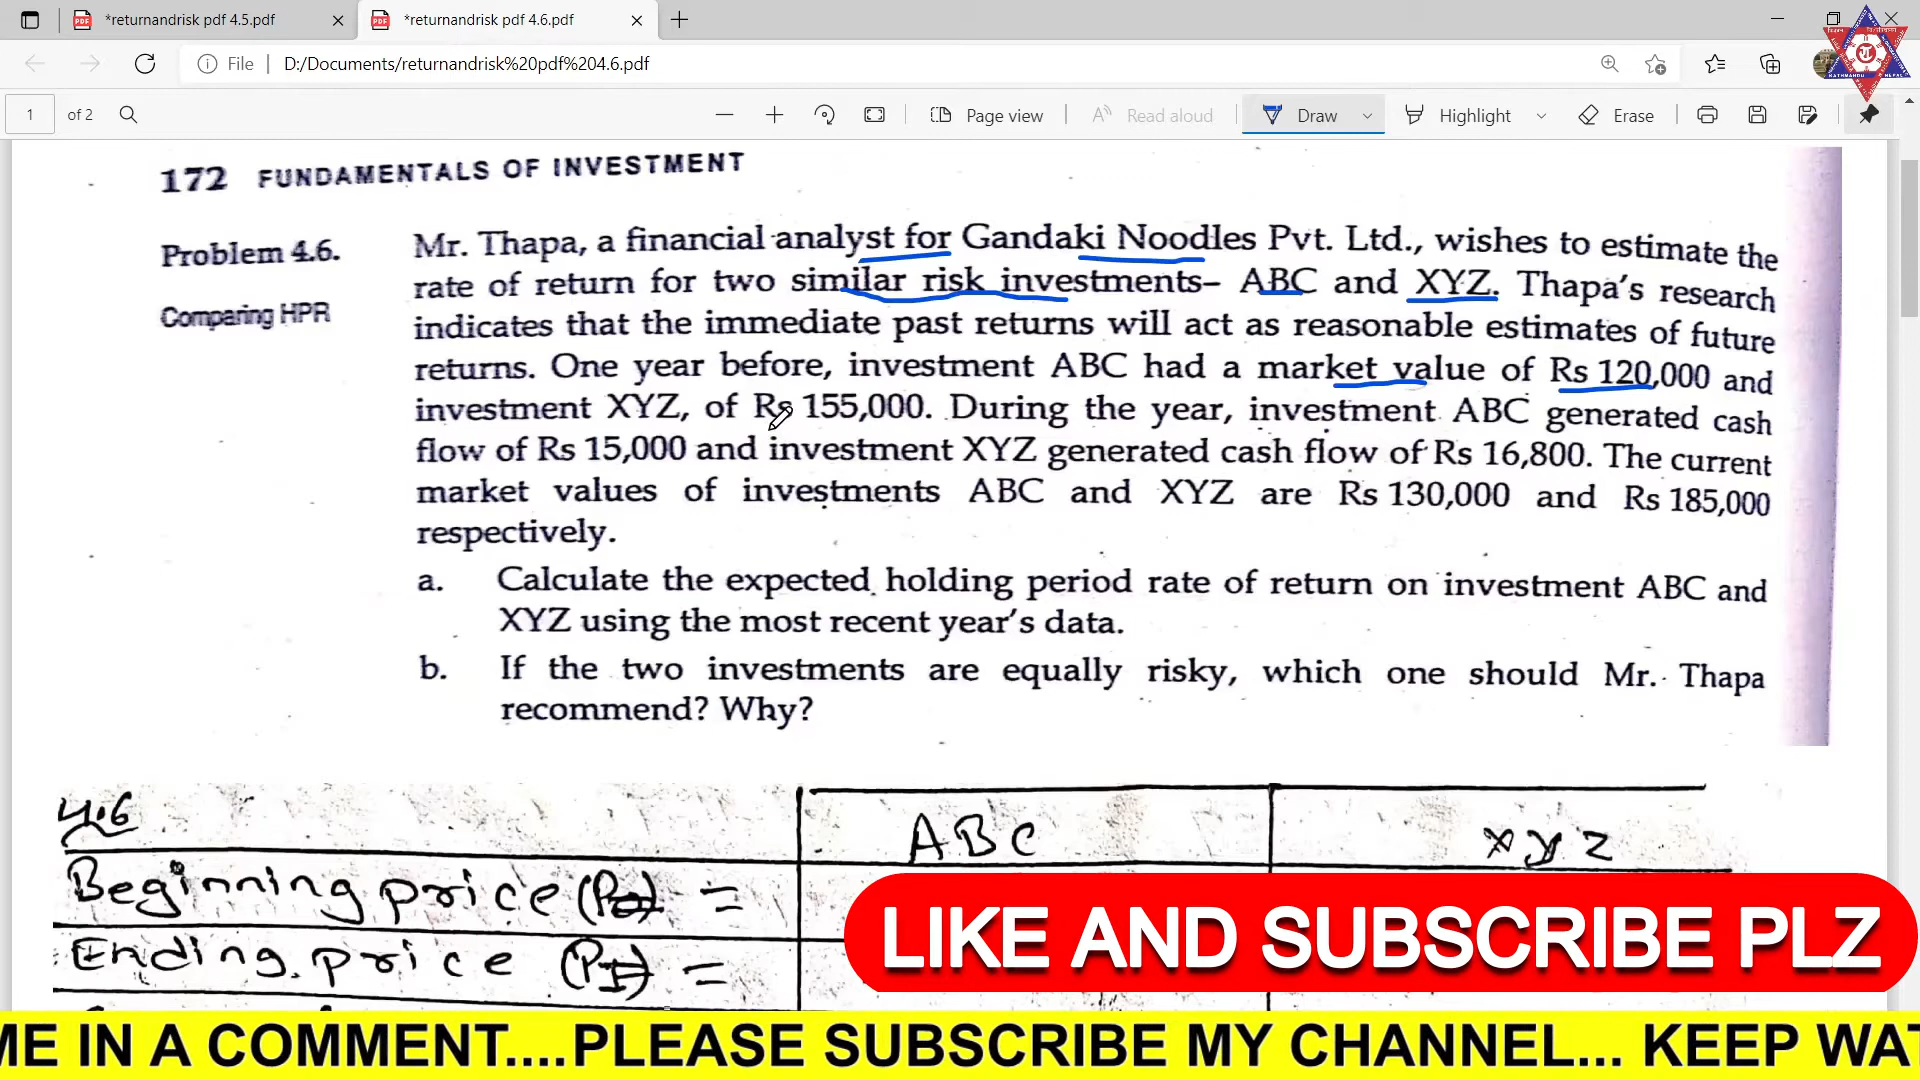 *returnandrisk pdf 4.5.pdf
*returnandrisk pdf 4.6.pdf
File
D:/Documents/returnandrisk%20pdf%204.6.pdf
1 of 2
Page view
Read aloud
Draw
Highlight
Erase
172 FUNDAMENTALS OF INVESTMENT
Problem 4.6.
Comparing HPR
Mr. Thapa, a financial analyst for Gandaki Noodles Pvt. Ltd., wishes to estimate the
rate of return for two similar risk investments– ABC and XYZ. Thapa's research
indicates that the immediate past returns will act as reasonable estimates of future
returns. One year before, investment ABC had a market value of Rs 120,000 and
investment XYZ, of Rs 155,000. During the year, investment ABC generated cash
flow of Rs 15,000 and investment XYZ generated cash flow of Rs 16,800. The current
market values of investments ABC and XYZ are Rs 130,000 and Rs 185,000
respectively.
a. Calculate the expected holding period rate of return on investment ABC and
XYZ using the most recent year's data.
b. If the two investments are equally risky, which one should Mr. Thapa
recommend? Why?
4.6
ABC
xyz
Beginning price (P0) =
Ending price (P1) =
LIKE AND SUBSCRIBE PLZ
ME IN A COMMENT....PLEASE SUBSCRIBE MY CHANNEL... KEEP WAT